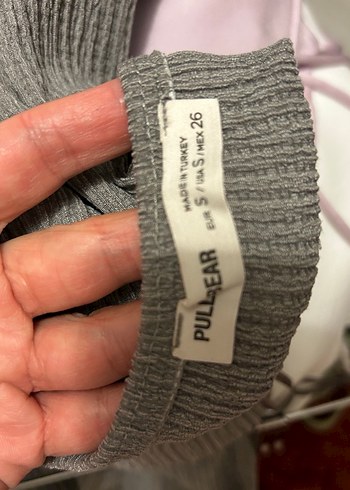 PULL&BEAR
EUR S / USA S / MEX 26
MADE IN TURKEY